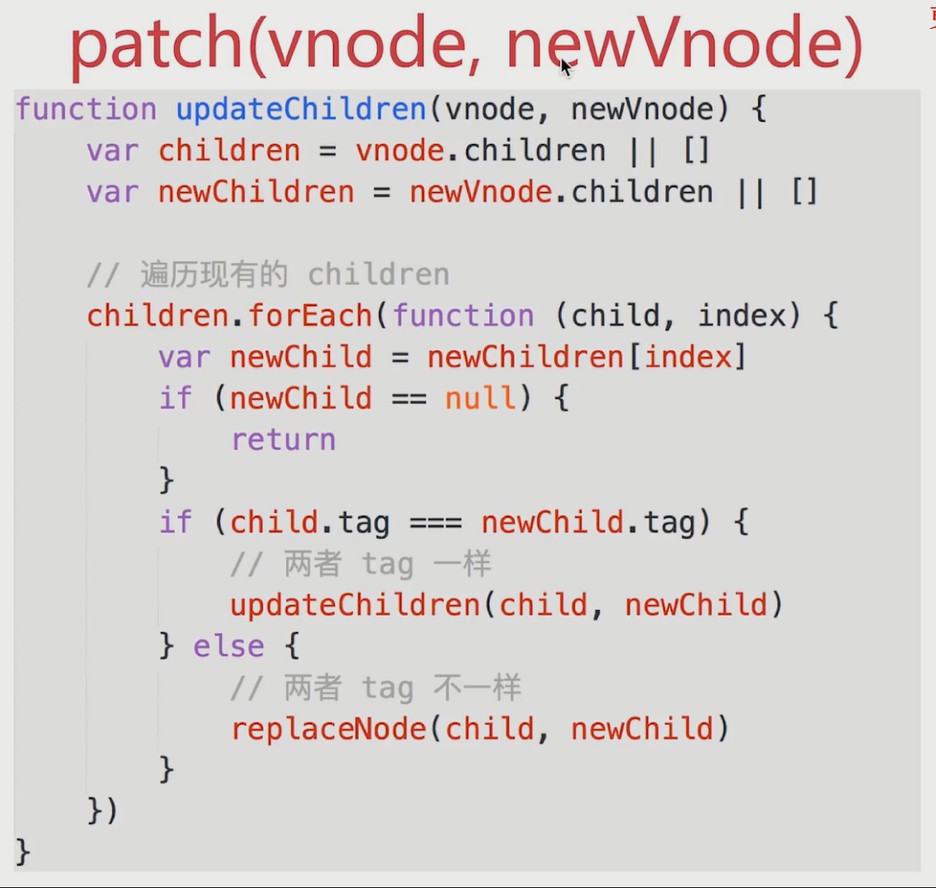 patch(vnode, newVnode)
function updateChildren(vnode, newVnode) {
    var children = vnode.children || []
    var newChildren = newVnode.children || []

    // 遍历现有的 children
    children.forEach(function (child, index) {
        var newChild = newChildren[index]
        if (newChild == null) {
            return
        }
        if (child.tag === newChild.tag) {
            // 两者 tag 一样
            updateChildren(child, newChild)
        } else {
            // 两者 tag 不一样
            replaceNode(child, newChild)
        }
    })
}